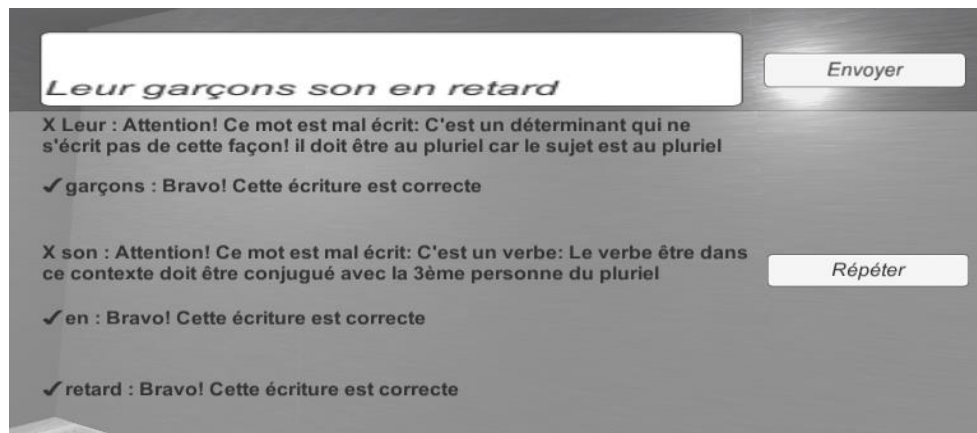 Leur garçons son en retard
Envoyer
X Leur : Attention! Ce mot est mal écrit: C'est un déterminant qui ne
s'écrit pas de cette façon! il doit être au pluriel car le sujet est au pluriel
✓garçons : Bravo! Cette écriture est correcte
X son : Attention! Ce mot est mal écrit: C'est un verbe: Le verbe être dans
ce contexte doit être conjugué avec la 3ème personne du pluriel
Répéter
✓en : Bravo! Cette écriture est correcte
✓retard : Bravo! Cette écriture est correcte